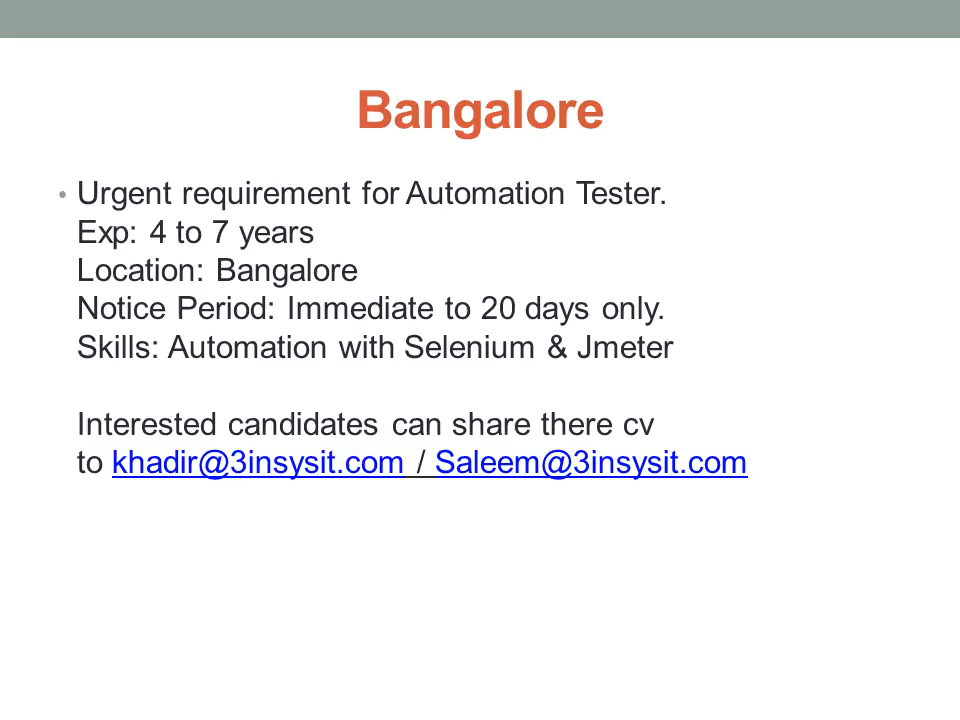 Bangalore
• Urgent requirement for Automation Tester.
Exp: 4 to 7 years
Location: Bangalore
Notice Period: Immediate to 20 days only.
Skills: Automation with Selenium & Jmeter
Interested candidates can share there cv
to khadir@3insysit.com / Saleem@3insysit.com